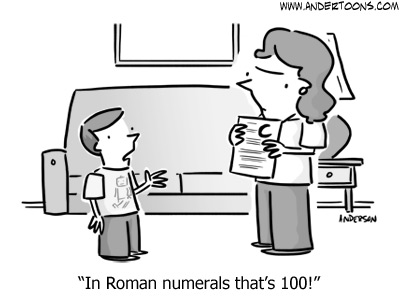 WWW.ANDERTOONS.COM
C
ANDERSON
“In Roman numerals that’s 100!”